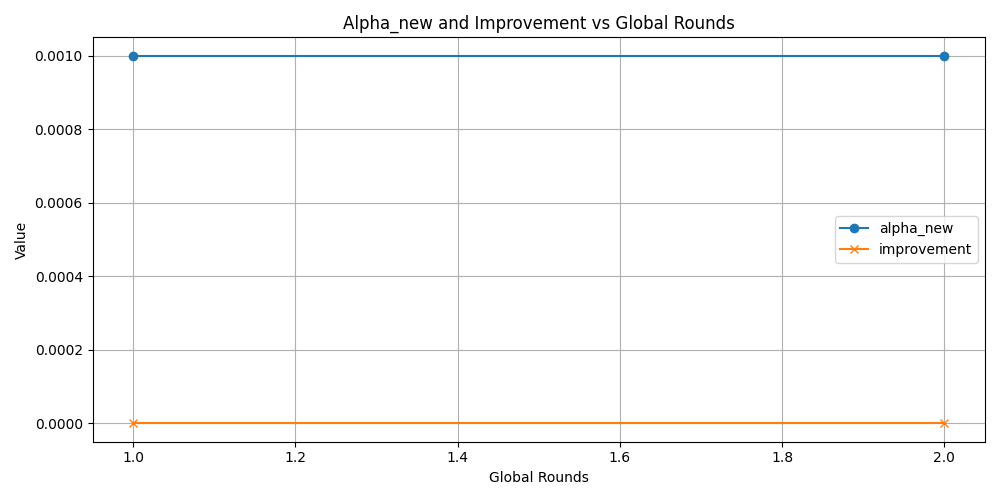 Alpha_new and Improvement vs Global Rounds
0.0010
0.0008
0.0006
0.0004
0.0002
0.0000
Value
alpha_new
improvement
1.0 1.2 1.4 1.6 1.8 2.0
Global Rounds